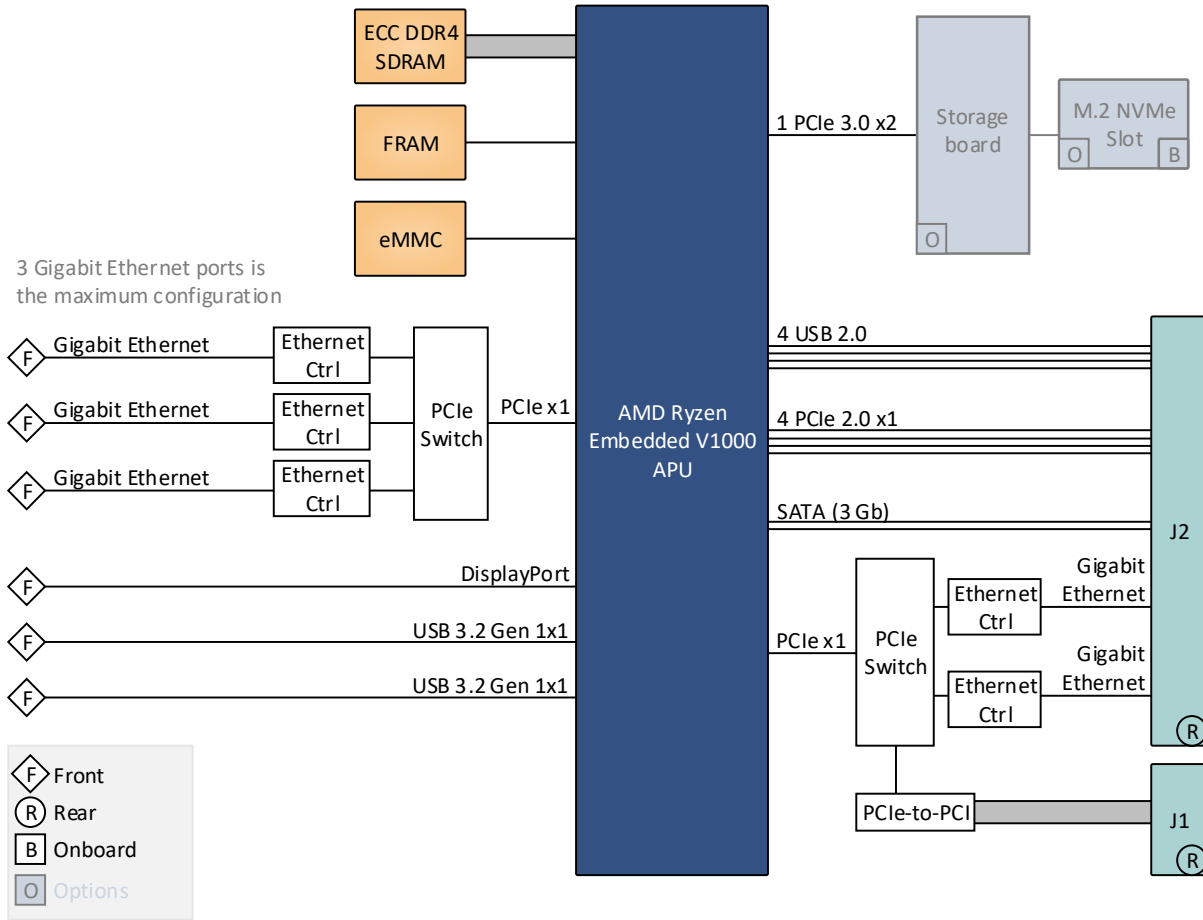 ECC DDR4
SDRAM
FRAM
eMMC
3 Gigabit Ethernet ports is
the maximum configuration
F
Gigabit Ethernet
Ethernet
Ctrl
F
Gigabit Ethernet
Ethernet
Ctrl
F
Gigabit Ethernet
Ethernet
Ctrl
PCIe
Switch
PCIe x1
F
DisplayPort
F
USB 3.2 Gen 1x1
F
USB 3.2 Gen 1x1
AMD Ryzen
Embedded V1000
APU
1 PCIe 3.0 x2
Storage
board
O
M.2 NVMe
Slot
O
B
4 USB 2.0
4 PCIe 2.0 x1
SATA (3 Gb)
PCIe x1
PCIe
Switch
Ethernet
Ctrl
Gigabit
Ethernet
Ethernet
Ctrl
Gigabit
Ethernet
J2
R
PCIe-to-PCI
J1
R
F Front
R Rear
B Onboard
O Options